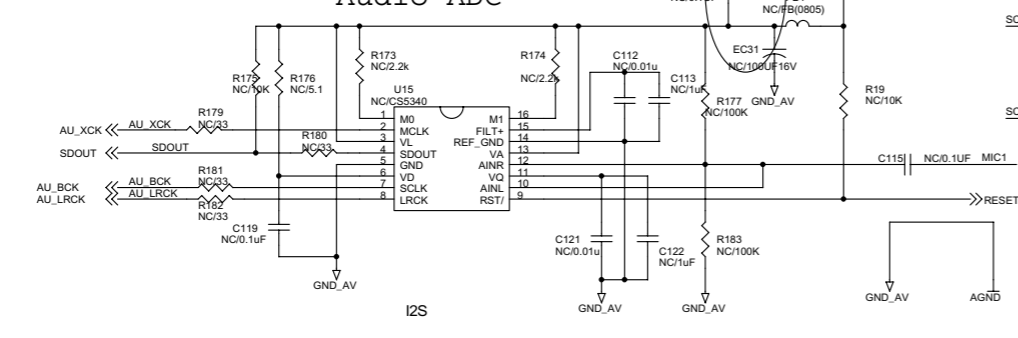 Audio ADC
NC/FB(0805)
EC31
NC/100UF16V
GND_AV
R173
NC/2.2k
R174
NC/2.2k
C112
NC/0.01u
C113
NC/1uF
R175
NC/10K
R176
NC/5.1
U15
NC/CS5340
R177
NC/100K
R19
NC/10K
AU_XCK
AU_XCK
R179
NC/33
SDOUT
SDOUT
R180
NC/33
AU_BCK
AU_BCK
R181
NC/33
AU_LRCK
AU_LRCK
R182
NC/33
1 M0 M1 16
2 MCLK FILT+ 15
3 VL REF_GND 14
4 SDOUT VA 13
5 GND AINR 12
6 VD VQ 11
7 SCLK AINL 10
8 LRCK RST/ 9
C115 NC/0.1UF MIC1
RESET
C119
NC/0.1uF
C121
NC/0.01u
C122
NC/1uF
R183
NC/100K
GND_AV
GND_AV
GND_AV
GND_AV
AGND
I2S